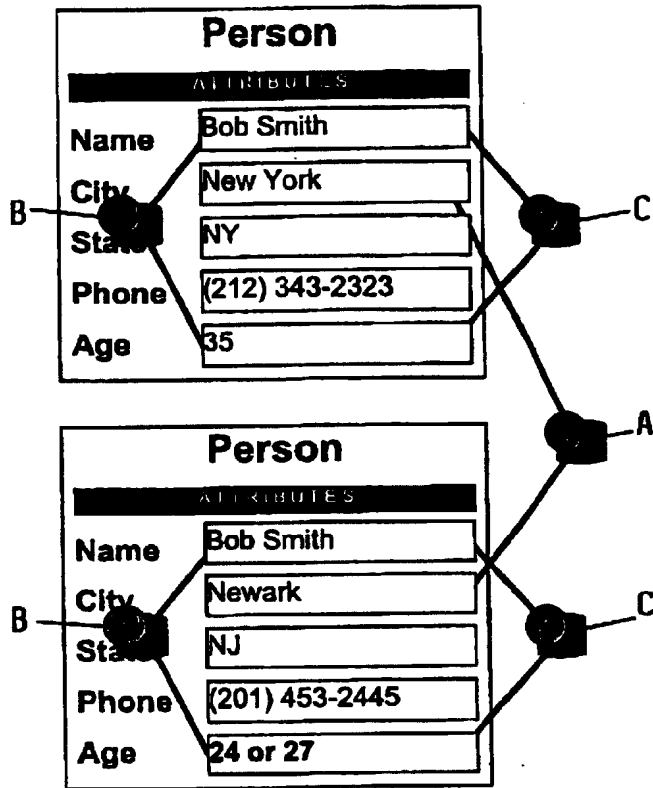 Person
ATTRIBUTES
Name Bob Smith
City New York
B C
State NY
Phone (212) 343-2323
Age 35
A
Person
ATTRIBUTES
Name Bob Smith
City Newark
B C
State NJ
Phone (201) 453-2445
Age 24 or 27